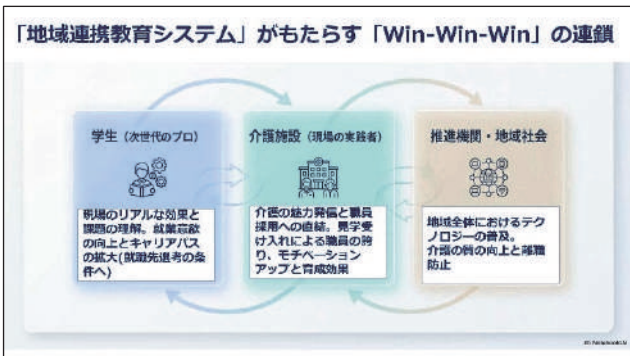 「地域連携教育システム」がもたらす「Win-Win-Win」の連鎖
学生（次世代のプロ）
現場のリアルな効果と
課題の理解。就業意欲
の向上とキャリアパス
の拡大(就職先選考の条
件へ)
介護施設（現場の実践者）
介護の魅力発信と職員
採用への直結。見学受
け入れによる職員の誇
り、モチベーション
アップと育成効果
推進機関・地域社会
地域全体におけるテク
ノロジーの普及。
介護の質の向上と離職
防止